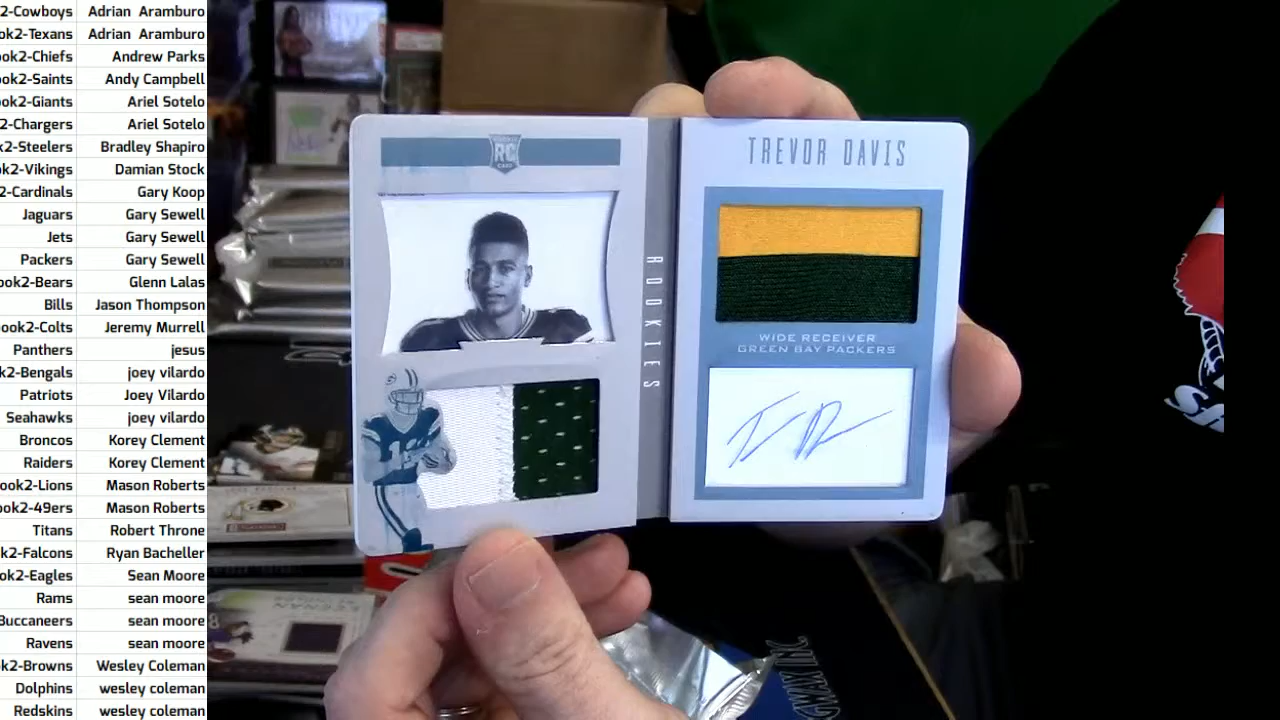 2-Cowboys Adrian Aramburo
ok2-Texans Adrian Aramburo
ok2-Chiefs Andrew Parks
ok2-Saints Andy Campbell
ok2-Giants Ariel Sotelo
2-Chargers Ariel Sotelo
2-Steelers Bradley Shapiro
ok2-Vikings Damian Stock
2-Cardinals Gary Koop
Jaguars Gary Sewell
Jets Gary Sewell
Packers Gary Sewell
ok2-Bears Glenn Lalas
Bills Jason Thompson
ook2-Colts Jeremy Murrell
Panthers jesus
k2-Bengals joey vilardo
Patriots Joey Vilardo
Seahawks joey vilardo
Broncos Korey Clement
Raiders Korey Clement
ook2-Lions Mason Roberts
ook2-49ers Mason Roberts
Titans Robert Throne
k2-Falcons Ryan Bacheller
ok2-Eagles Sean Moore
Rams sean moore
Buccaneers sean moore
Ravens sean moore
k2-Browns Wesley Coleman
Dolphins wesley coleman
Redskins wesley coleman
RC
ROOKIES
TREVOR DAVIS
WIDE RECEIVER
GREEN BAY PACKERS